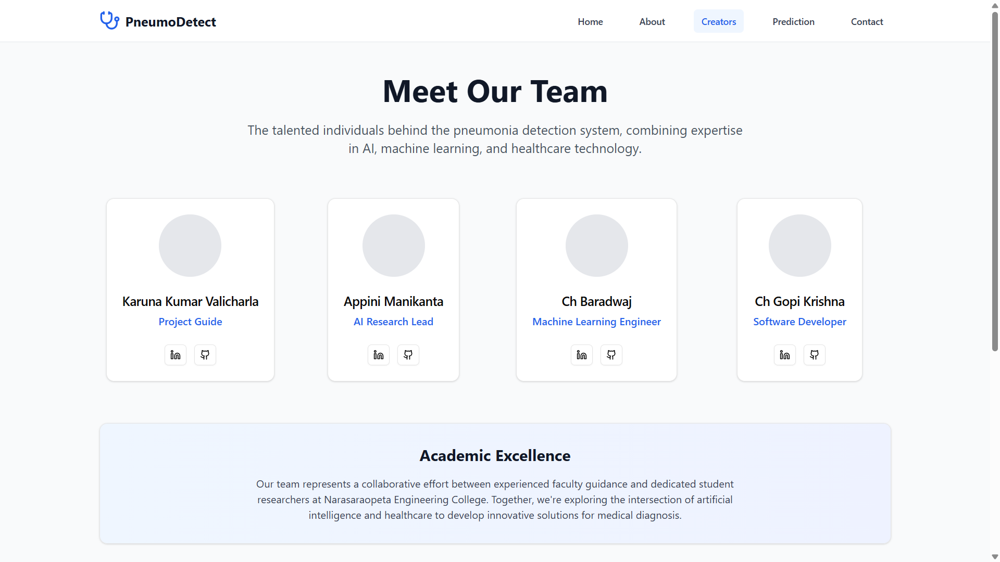 PneumoDetect
Home
About
Creators
Prediction
Contact
Meet Our Team
The talented individuals behind the pneumonia detection system, combining expertise
in AI, machine learning, and healthcare technology.
Karuna Kumar Valicharla
Project Guide
Appini Manikanta
AI Research Lead
Ch Baradwaj
Machine Learning Engineer
Ch Gopi Krishna
Software Developer
Academic Excellence
Our team represents a collaborative effort between experienced faculty guidance and dedicated student
researchers at Narasaraopeta Engineering College. Together, we're exploring the intersection of artificial
intelligence and healthcare to develop innovative solutions for medical diagnosis.